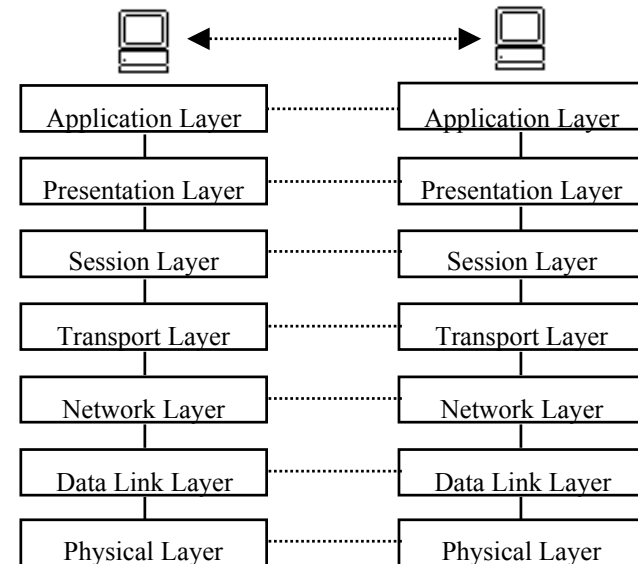 Application Layer Application Layer
Presentation Layer Presentation Layer
Session Layer Session Layer
Transport Layer Transport Layer
Network Layer Network Layer
Data Link Layer Data Link Layer
Physical Layer Physical Layer